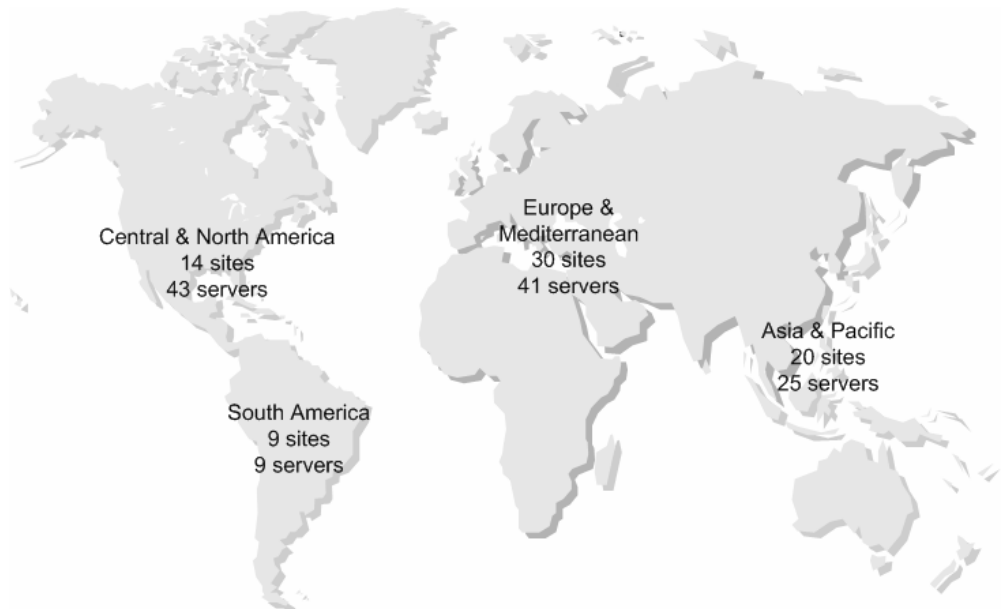 Central & North America
14 sites
43 servers
Europe &
Mediterranean
30 sites
41 servers
Asia & Pacific
20 sites
25 servers
South America
9 sites
9 servers